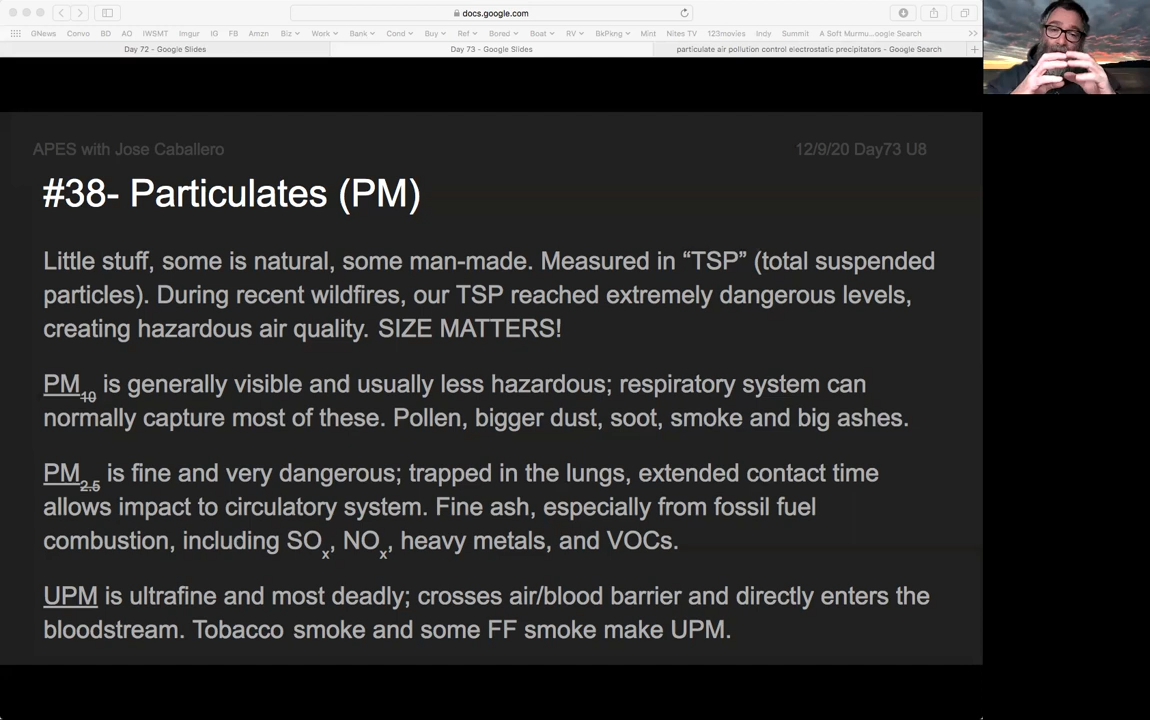 docs.google.com
GNews Convo BD AO IWSMT Imgur IG FB Amzn Biz Work Bank Cmdty Buy Ref Bored Boat RV BkPkng Mint Nites TV 123movies Indy Summit A Soft Murmu...oogle Search >>
Day 72 - Google Slides Day 73 - Google Slides particulate air pollution control electrostatic precipitators - Google Search +
APES with Jose Caballero 12/9/20 Day73 U8
#38- Particulates (PM)
Little stuff, some is natural, some man-made. Measured in “TSP” (total suspended
particles). During recent wildfires, our TSP reached extremely dangerous levels,
creating hazardous air quality. SIZE MATTERS!
PM10 is generally visible and usually less hazardous; respiratory system can
normally capture most of these. Pollen, bigger dust, soot, smoke and big ashes.
PM2.5 is fine and very dangerous; trapped in the lungs, extended contact time
allows impact to circulatory system. Fine ash, especially from fossil fuel
combustion, including SOx, NOx, heavy metals, and VOCs.
UPM is ultrafine and most deadly; crosses air/blood barrier and directly enters the
bloodstream. Tobacco smoke and some FF smoke make UPM.